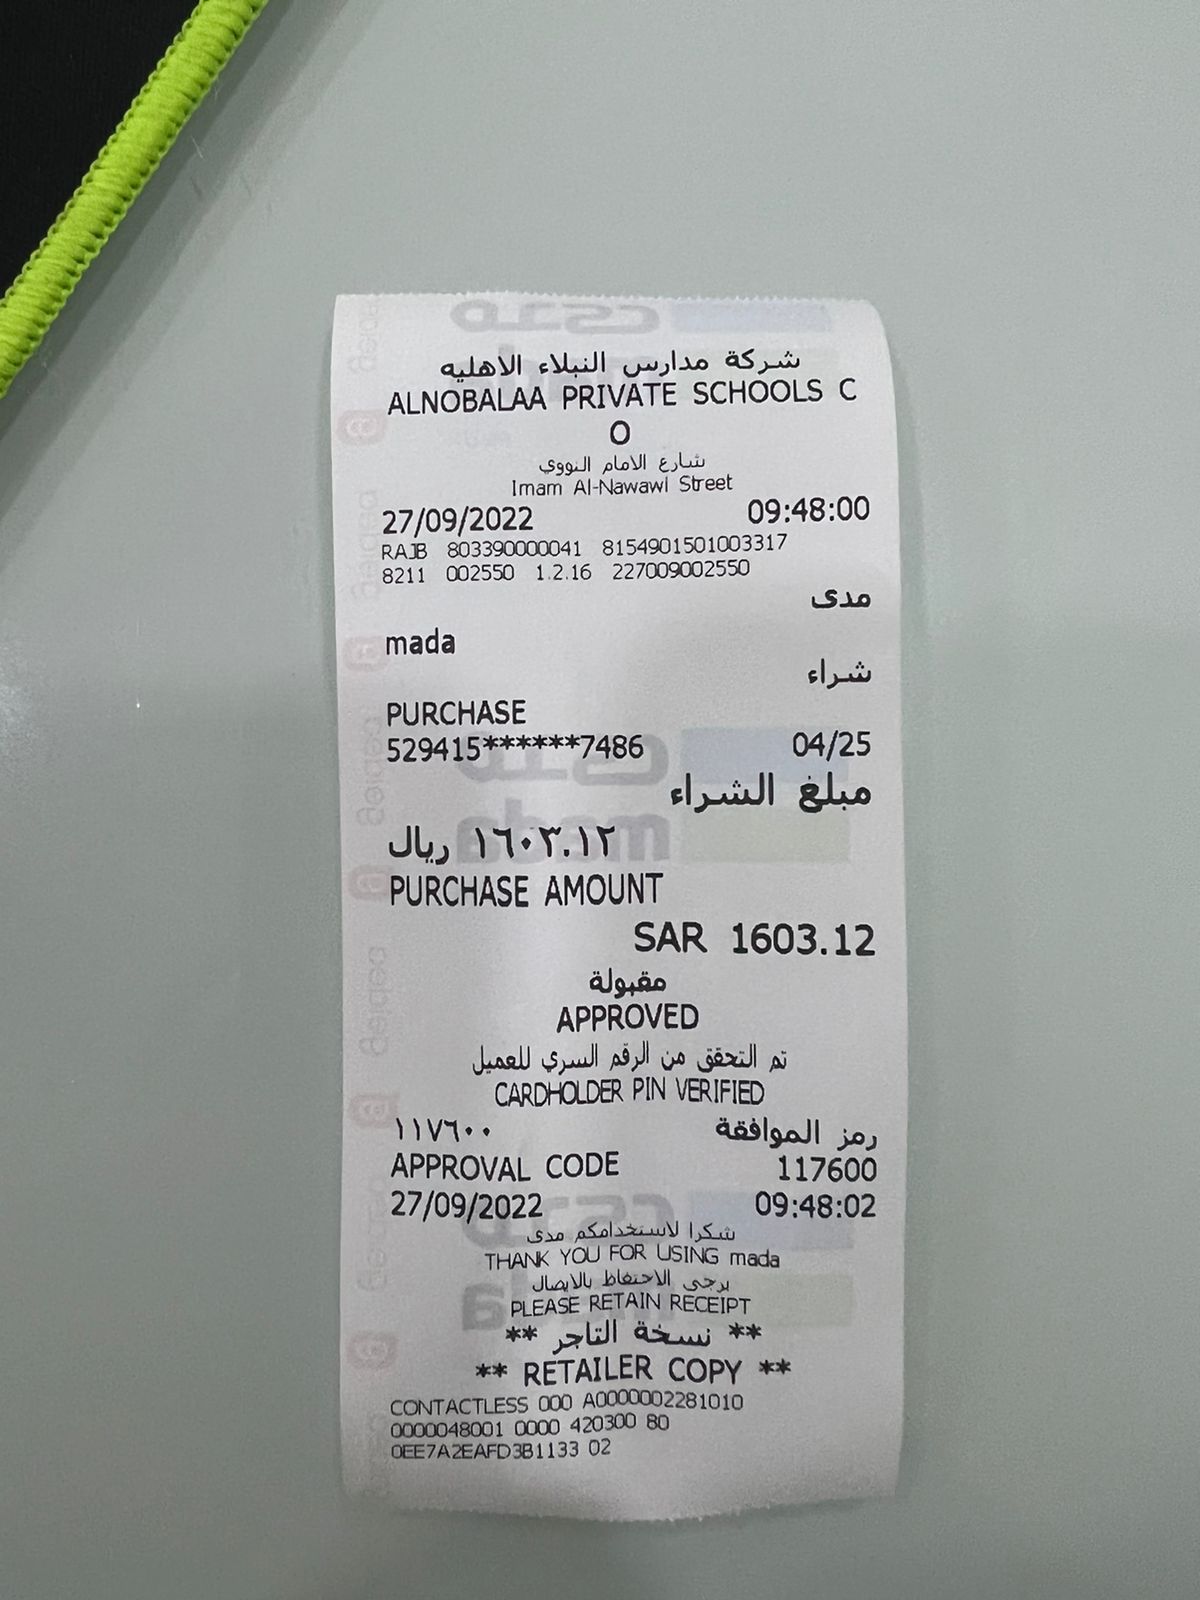 شركة مدارس النبلاء الاهليه
ALNOBALAA PRIVATE SCHOOLS C
O
شارع الامام النووي
Imam Al-Nawawi Street
27/09/2022 09:48:00
RAJB 803390000041 8154901501003317
8211 002550 1.2.16 227009002550
مدى
mada
شراء
PURCHASE
529415******7486 04/25
مبلغ الشراء
١٦٠٣.١٢ ريال
PURCHASE AMOUNT
SAR 1603.12
مقبولة
APPROVED
تم التحقق من الرقم السري للعميل
CARDHOLDER PIN VERIFIED
رمز الموافقة ١١٧٦٠٠
APPROVAL CODE 117600
27/09/2022 09:48:02
شكرا لاستخدامكم مدى
THANK YOU FOR USING mada
يرجى الاحتفاظ بالايصال
PLEASE RETAIN RECEIPT
** نسخة التاجر **
** RETAILER COPY **
CONTACTLESS 000 A0000002281010
0000048001 0000 420300 80
0EE7A2EAFD3B1133 02